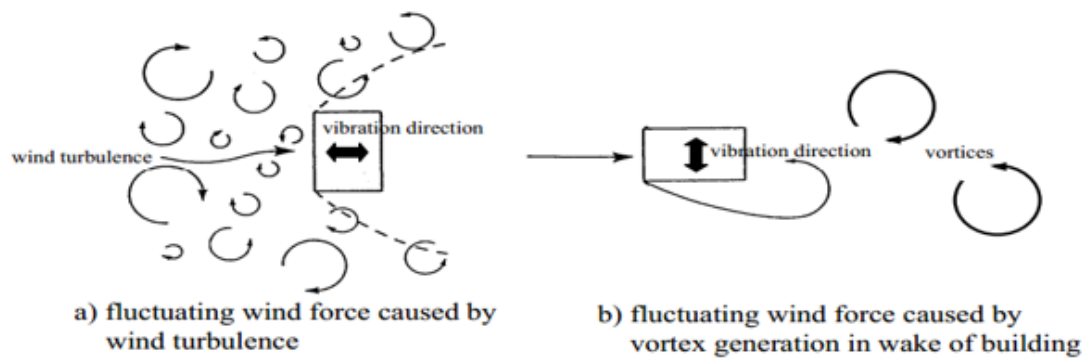 vibration direction
wind turbulence
a) fluctuating wind force caused by
wind turbulence
vibration direction
vortices
b) fluctuating wind force caused by
vortex generation in wake of building